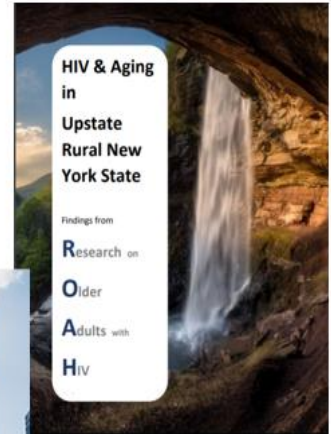 HIV & Aging
in
Upstate
Rural New
York State
Findings from
Research on
Older
Adults with
HIV